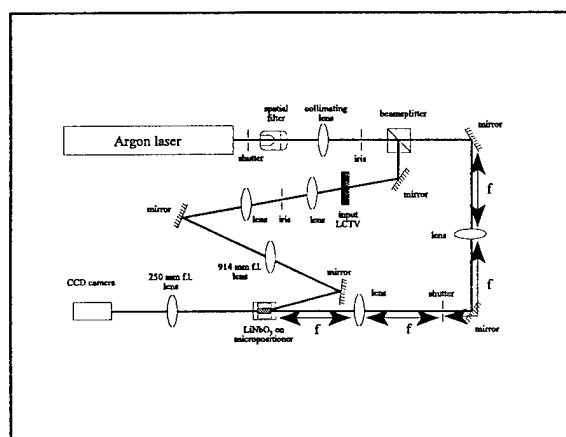 Argon laser
shutter
spatial
filter
collimating
lens
iris
beamsplitter
mirror
mirror
f
lens
f
mirror
mirror
lens
iris
lens
input
LCTV
914 mm f.l.
lens
mirror
CCD camera
250 mm f.l.
lens
LiNbO3 on
micropositioner
f
lens
f
shutter